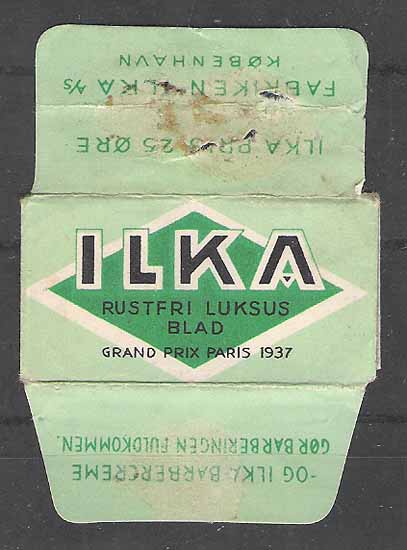 ILKA PRIS 25 ØRE
FABRIKEN ILKA A/S
KØBENHAVN
ILKA
RUSTFRI LUKSUS
BLAD
GRAND PRIX PARIS 1937
-OG ILKA BARBERCREME
GØR BARBERINGEN FULDKOMMEN.